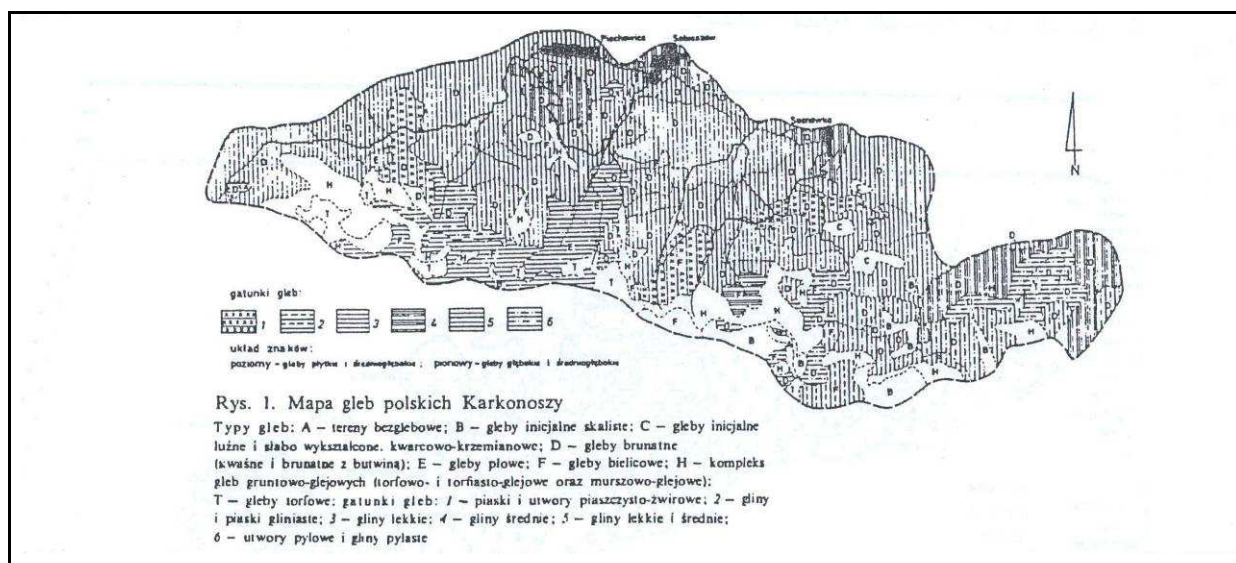 Piechowice Sobieszów
Sosnówka
N
gatunki gleb:
1 2 3 4 5 6
układ znaków:
poziomy - gleby płytkie i średniogłębokie ; pionowy - gleby głębokie i średniogłębokie
Rys. 1. Mapa gleb polskich Karkonoszy
Typy gleb: A – tereny bezglebowe; B – gleby inicjalne skaliste; C – gleby inicjalne
luźne i słabo wykształcone, kwarcowo-krzemianowe; D – gleby brunatne
(kwaśne i brunatne z butwiną); E – gleby płowe; F – gleby bielicowe; H – kompleks
gleb gruntowo-glejowych (torfowo- i torfiasto-glejowe oraz murszowo-glejowe);
T – gleby torfowe; gatunki gleb: 1 – piaski i utwory piaszczysto-żwirowe; 2 – gliny
i piaski gliniaste; 3 – gliny lekkie; 4 – gliny średnie; 5 – gliny lekkie i średnie;
6 – utwory pyłowe i gliny pylaste